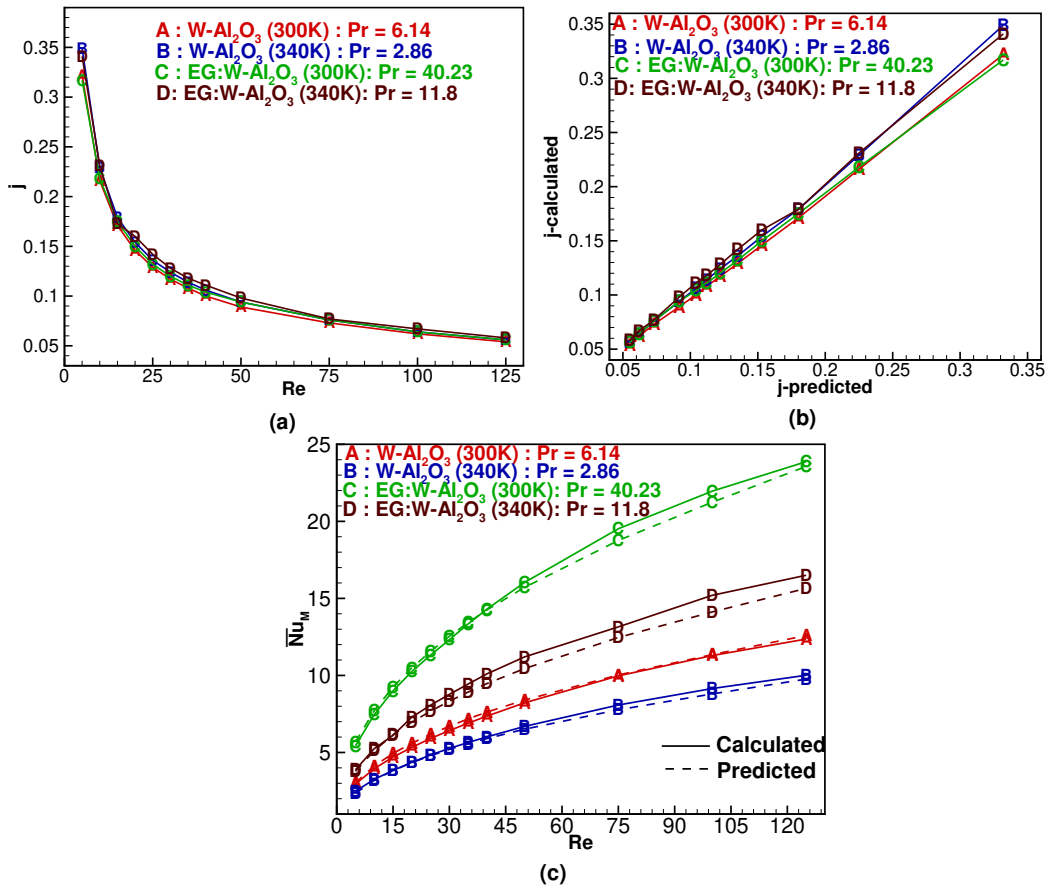 A : W-Al₂O₃ (300K) : Pr = 6.14
B : W-Al₂O₃ (340K) : Pr = 2.86
C : EG:W-Al₂O₃ (300K): Pr = 40.23
D: EG:W-Al₂O₃ (340K): Pr = 11.8
0.35
0.3
0.25
0.2
0.15
0.1
0.05
j
0 25 50 75 100 125
Re
(a)
A : W-Al₂O₃ (300K) : Pr = 6.14
B : W-Al₂O₃ (340K) : Pr = 2.86
C : EG:W-Al₂O₃ (300K): Pr = 40.23
D: EG:W-Al₂O₃ (340K): Pr = 11.8
0.35
0.3
0.25
0.2
0.15
0.1
0.05
j-calculated
0.05 0.1 0.15 0.2 0.25 0.3 0.35
j-predicted
(b)
A : W-Al₂O₃ (300K) : Pr = 6.14
B : W-Al₂O₃ (340K) : Pr = 2.86
C : EG:W-Al₂O₃ (300K): Pr = 40.23
D : EG:W-Al₂O₃ (340K): Pr = 11.8
25
20
15
10
5
N̅u̅_M
Calculated
Predicted
0 15 30 45 60 75 90 105 120
Re
(c)